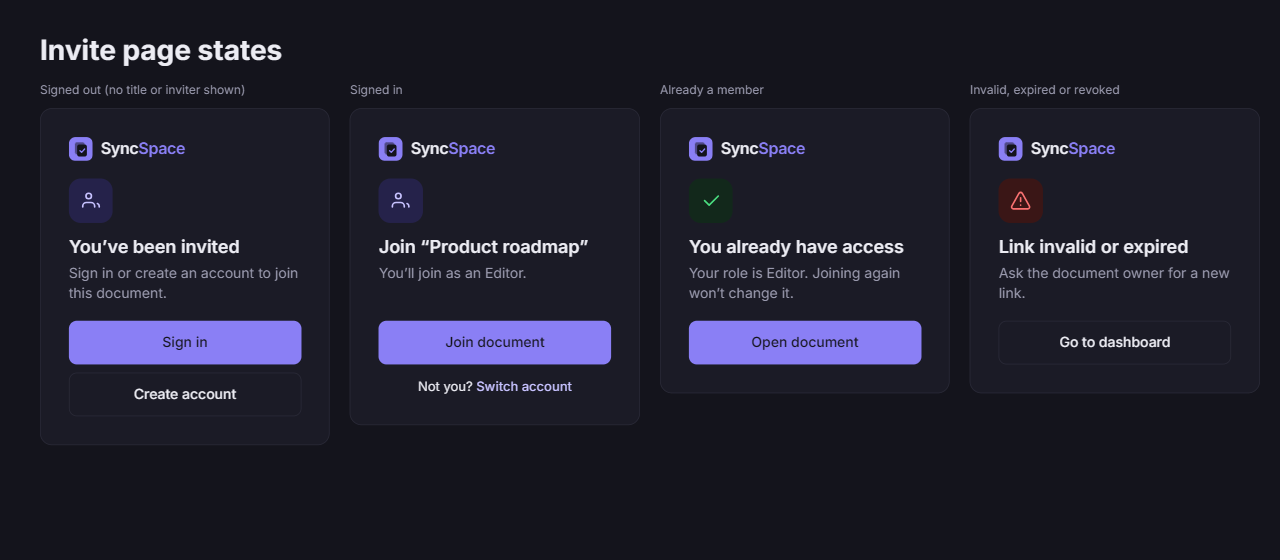 Invite page states
Signed out (no title or inviter shown)
SyncSpace
You’ve been invited
Sign in or create an account to join
this document.
Sign in
Create account
Signed in
SyncSpace
Join “Product roadmap”
You’ll join as an Editor.
Join document
Not you? Switch account
Already a member
SyncSpace
You already have access
Your role is Editor. Joining again
won’t change it.
Open document
Invalid, expired or revoked
SyncSpace
Link invalid or expired
Ask the document owner for a new
link.
Go to dashboard